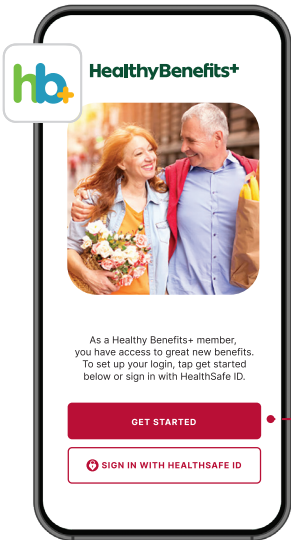 hb+
HealthyBenefits+
As a Healthy Benefits+ member,
you have access to great new benefits.
To set up your login, tap get started
below or sign in with HealthSafe ID.
GET STARTED
SIGN IN WITH HEALTHSAFE ID